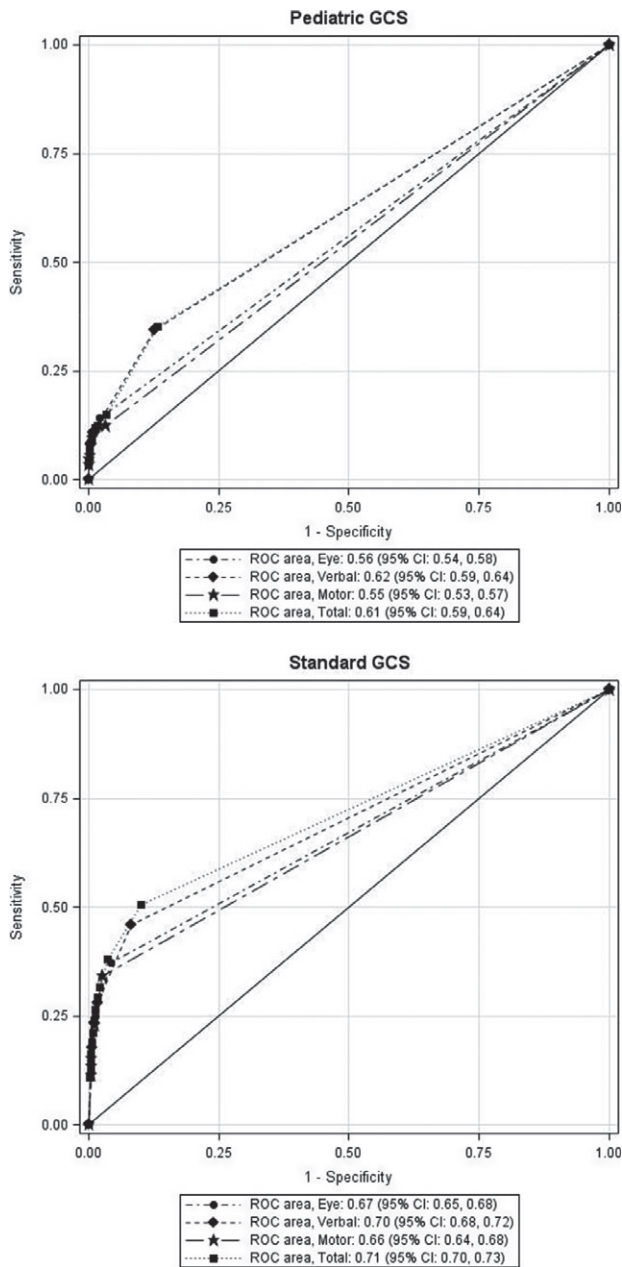 Pediatric GCS
1.00
0.75
0.50
0.25
0.00
Sensitivity
0.00 0.25 0.50 0.75 1.00
1 - Specificity
ROC area, Eye: 0.56 (95% CI: 0.54, 0.58)
ROC area, Verbal: 0.62 (95% CI: 0.59, 0.64)
ROC area, Motor: 0.55 (95% CI: 0.53, 0.57)
ROC area, Total: 0.61 (95% CI: 0.59, 0.64)
Standard GCS
1.00
0.75
0.50
0.25
0.00
Sensitivity
0.00 0.25 0.50 0.75 1.00
1 - Specificity
ROC area, Eye: 0.67 (95% CI: 0.65, 0.68)
ROC area, Verbal: 0.70 (95% CI: 0.68, 0.72)
ROC area, Motor: 0.66 (95% CI: 0.64, 0.68)
ROC area, Total: 0.71 (95% CI: 0.70, 0.73)